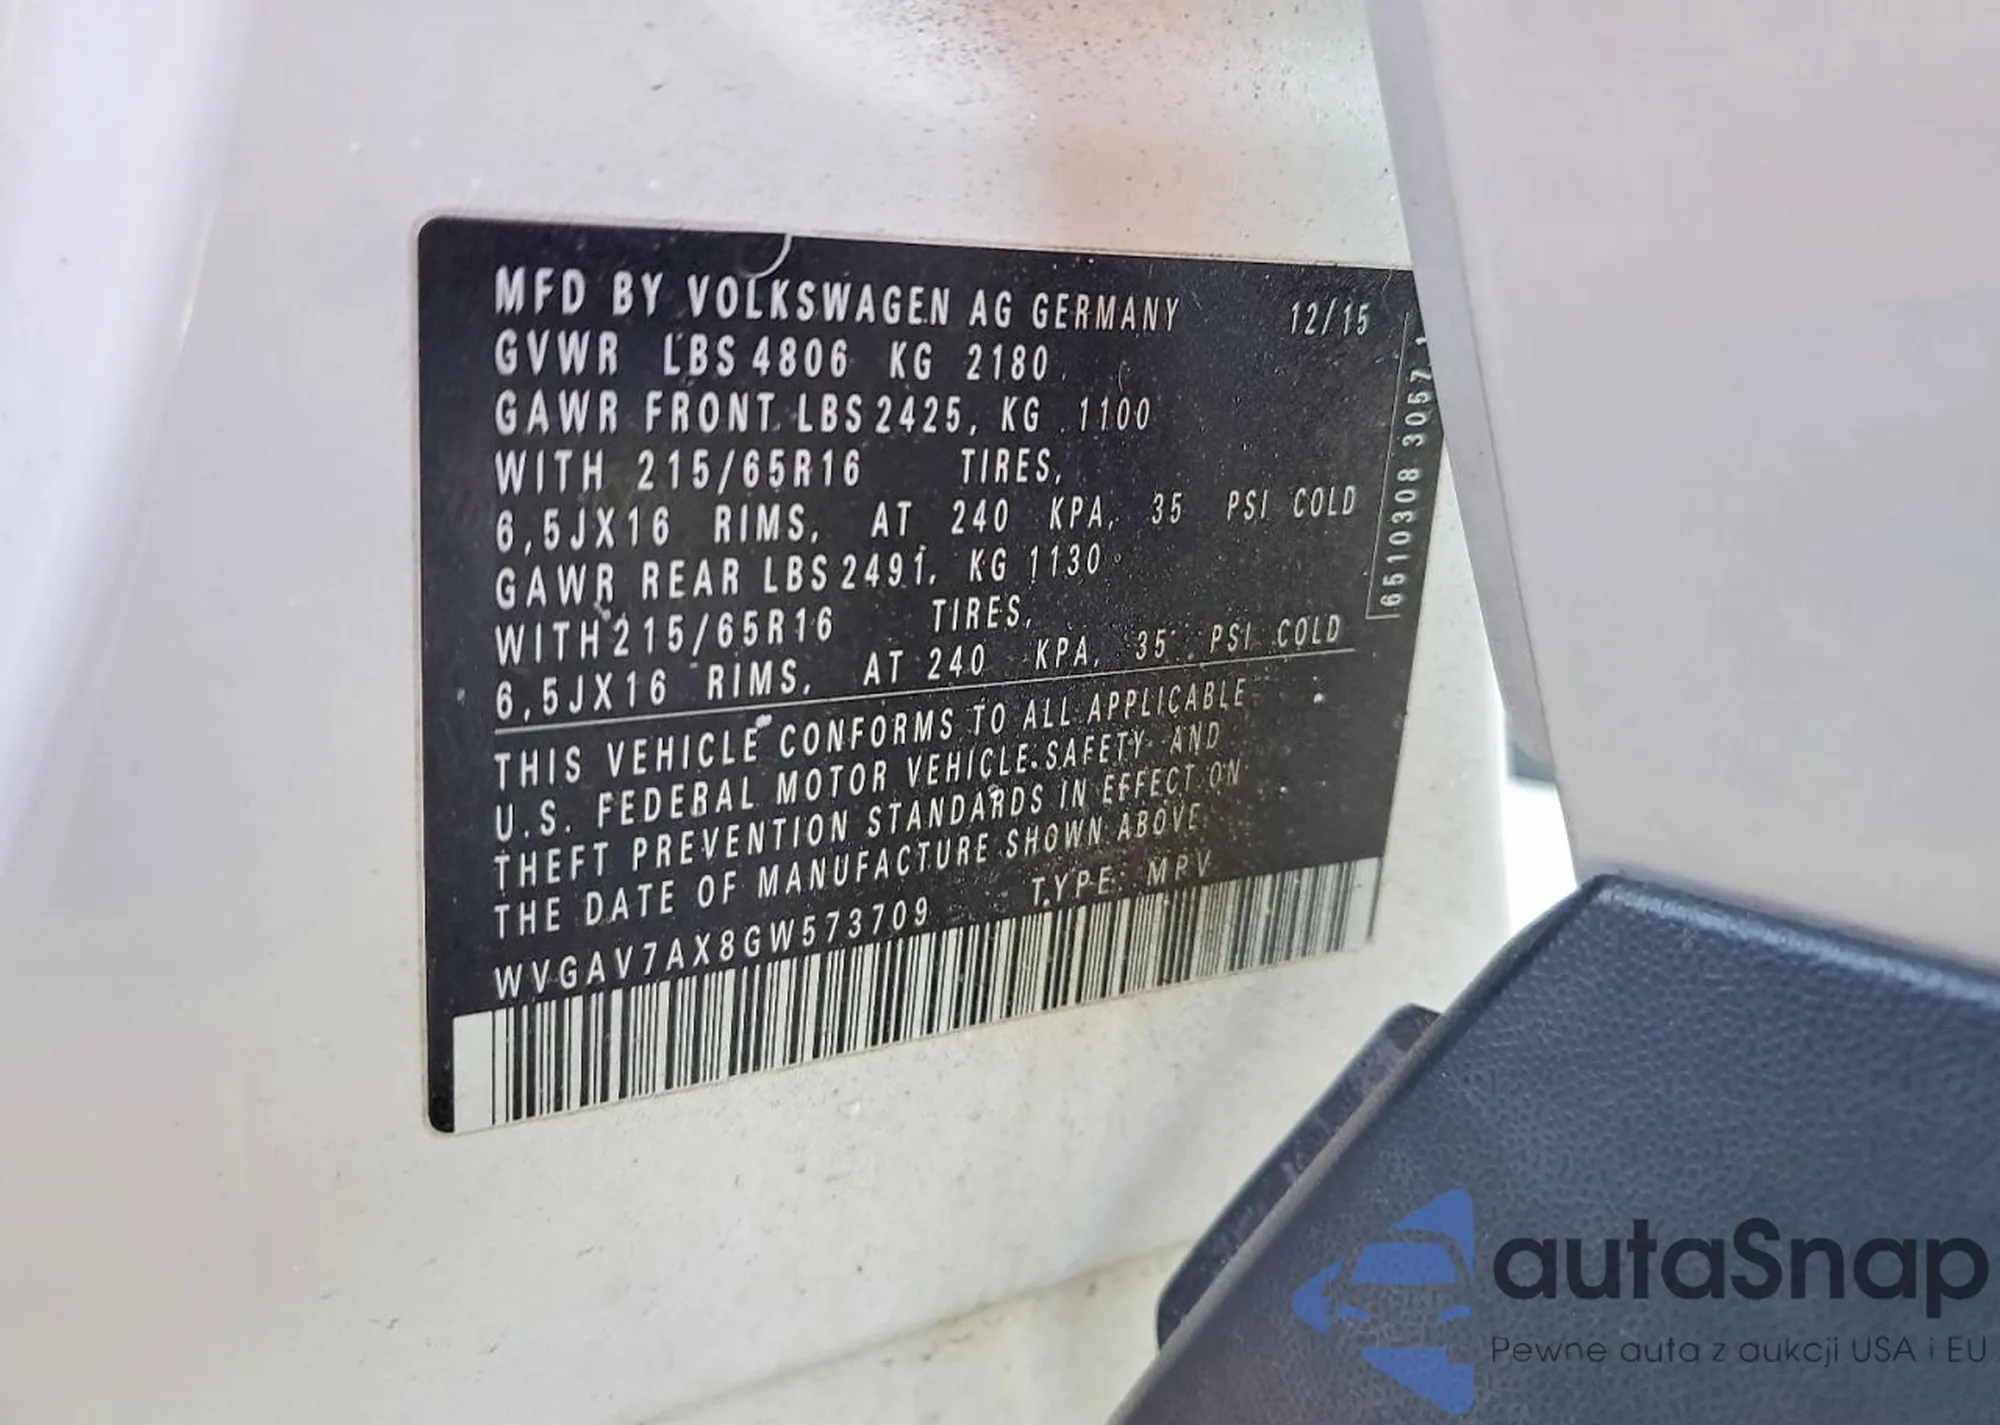 MFD BY VOLKSWAGEN AG GERMANY 12/15
GVWR LBS 4806 KG 2180
GAWR FRONT LBS 2425, KG 1100
WITH 215/65R16 TIRES,
6,5JX16 RIMS, AT 240 KPA, 35 PSI COLD
GAWR REAR LBS 2491, KG 1130
WITH 215/65R16 TIRES,
6,5JX16 RIMS, AT 240 KPA, 35 PSI COLD
THIS VEHICLE CONFORMS TO ALL APPLICABLE
U.S. FEDERAL MOTOR VEHICLE SAFETY AND
THEFT PREVENTION STANDARDS IN EFFECT ON
THE DATE OF MANUFACTURE SHOWN ABOVE.
WVGAV7AX8GW573709 TYPE: MPV
66510308 3057 1
autaSnap
Pewne auta z aukcji USA i EU